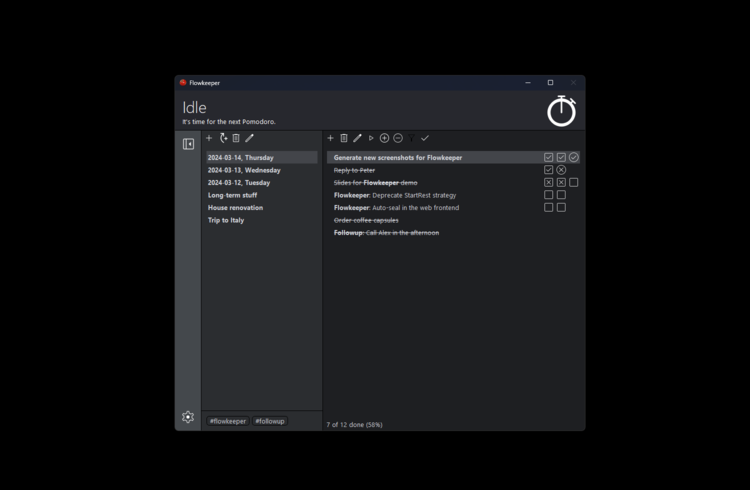 Flowkeeper
Idle
It's time for the next Pomodoro.
2024-03-14, Thursday
2024-03-13, Wednesday
2024-03-12, Tuesday
Long-term stuff
House renovation
Trip to Italy
#flowkeeper #followup
Generate new screenshots for Flowkeeper
Reply to Peter
Slides for Flowkeeper demo
Flowkeeper: Deprecate StartRest strategy
Flowkeeper: Auto-seal in the web frontend
Order coffee capsules
Followup: Call Alex in the afternoon
7 of 12 done (58%)